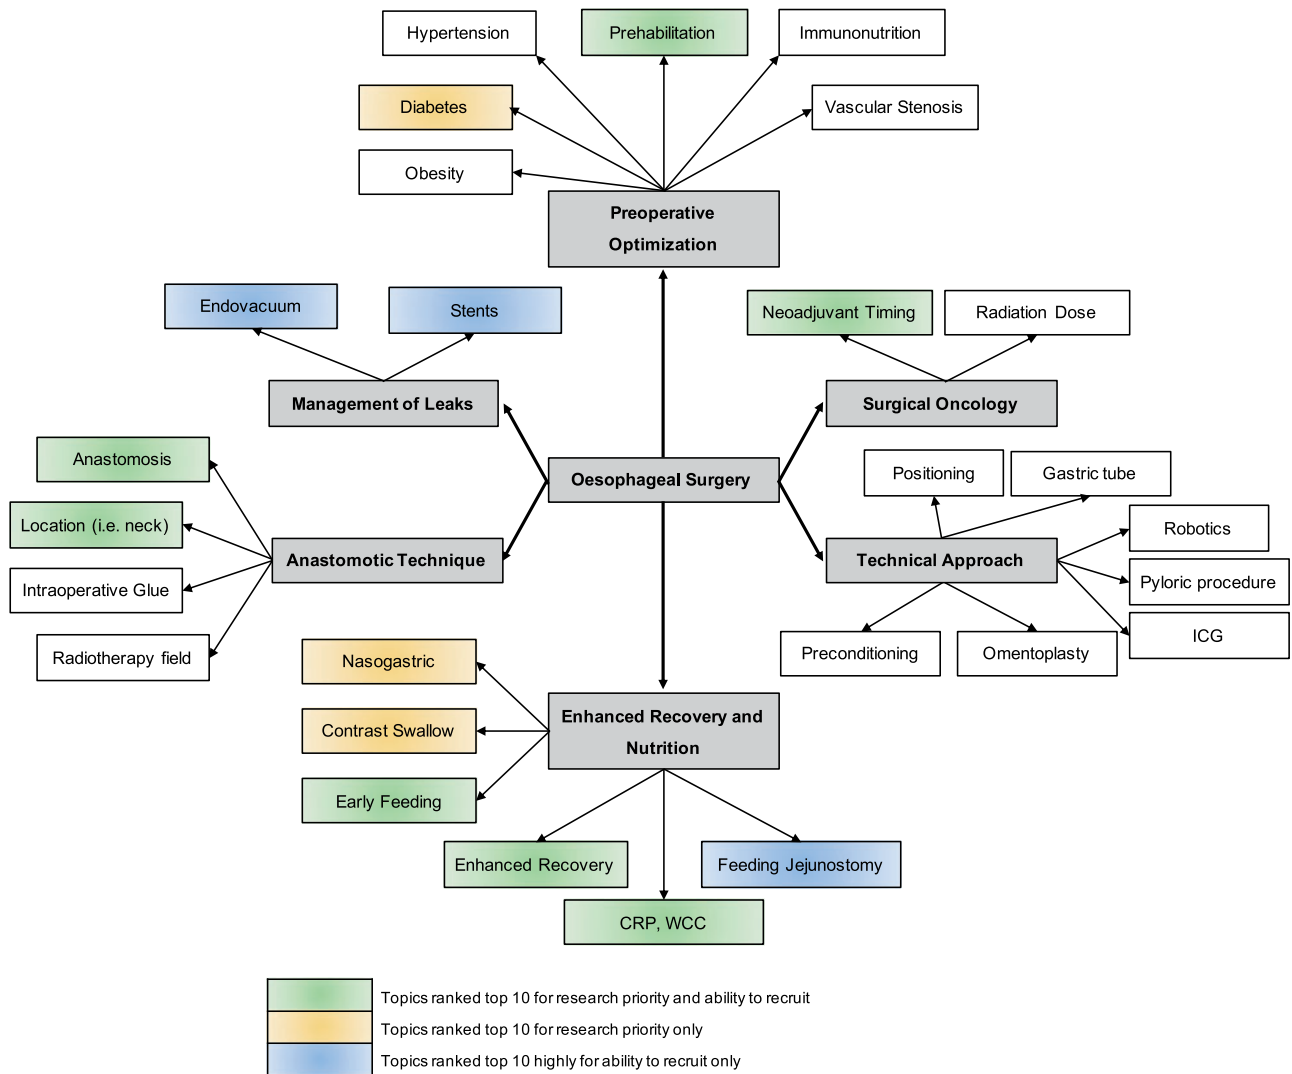 Hypertension
Prehabilitation
Immunonutrition
Diabetes
Vascular Stenosis
Obesity
Preoperative
Optimization
Endovacuum
Stents
Neoadjuvant Timing
Radiation Dose
Management of Leaks
Surgical Oncology
Anastomosis
Oesophageal Surgery
Positioning
Gastric tube
Location (i.e. neck)
Robotics
Anastomotic Technique
Technical Approach
Intraoperative Glue
Pyloric procedure
Radiotherapy field
Preconditioning
Omentoplasty
ICG
Nasogastric
Contrast Swallow
Enhanced Recovery and
Nutrition
Early Feeding
Enhanced Recovery
Feeding Jejunostomy
CRP, WCC
Topics ranked top 10 for research priority and ability to recruit
Topics ranked top 10 for research priority only
Topics ranked top 10 highly for ability to recruit only